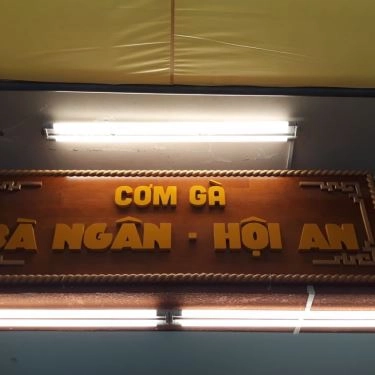 CƠM GÀ
BÀ NGÂN - HỘI AN